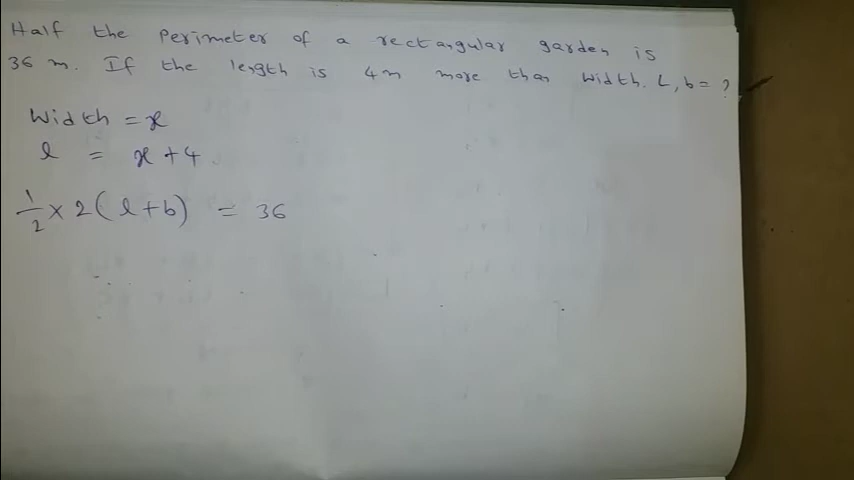 Half the perimeter of a rectangular garden is
36 m. If the length is 4m more than width. L, b = ?
Width = x
l = x + 4.
1/2 × 2(l+b) = 36